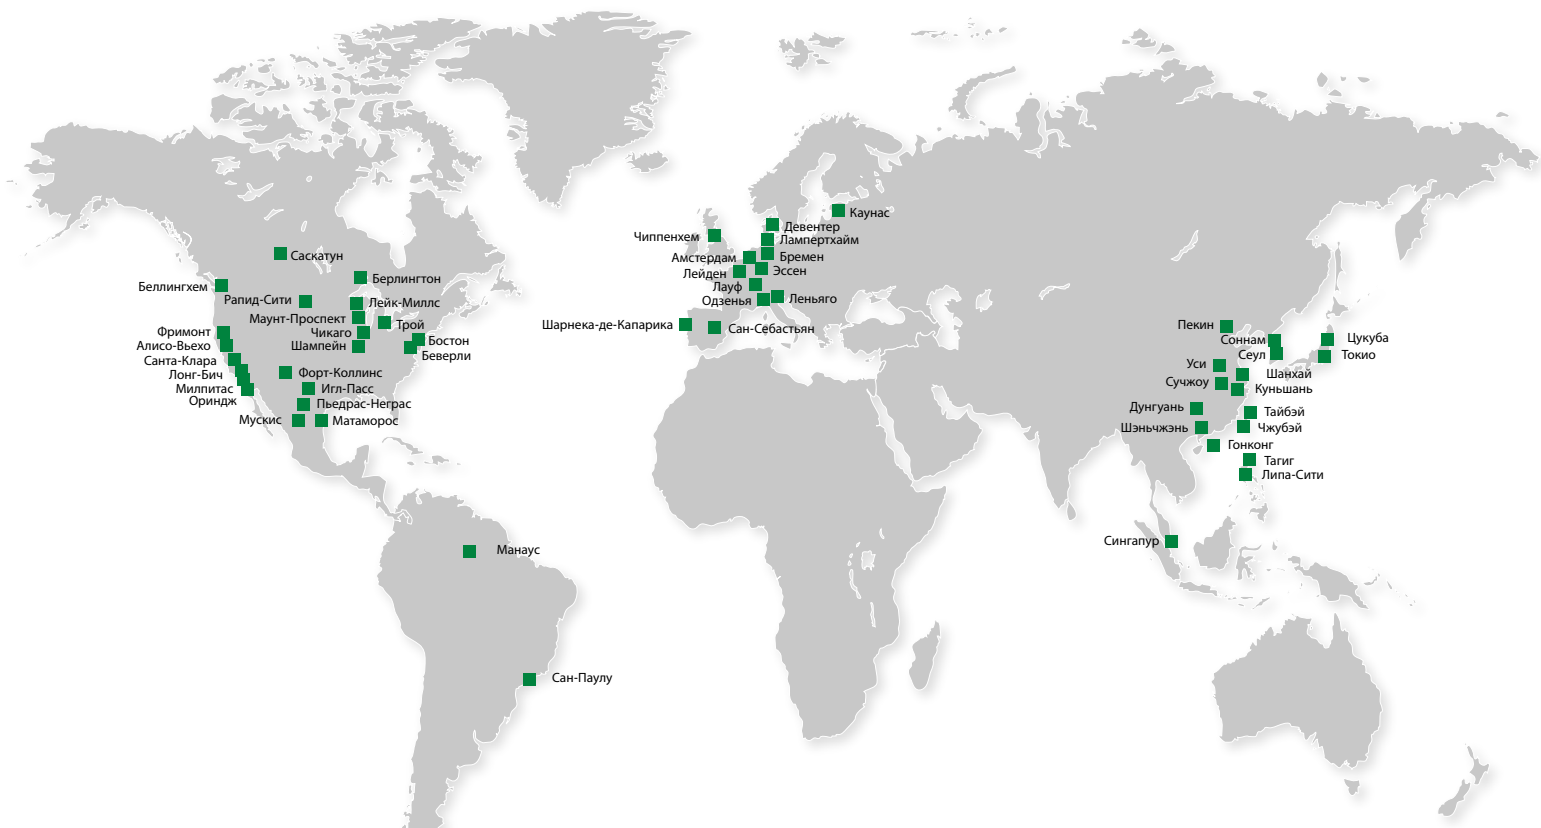 Саскатун
Берлингтон
Беллингхем
Рапид-Сити
Лейк-Миллс
Маунт-Проспект
Трой
Фримонт
Чикаго
Бостон
Алисо-Вьехо
Шампейн
Беверли
Санта-Клара
Лонг-Бич
Форт-Коллинс
Милпитас
Игл-Пасс
Ориндж
Пьедрас-Неграс
Мускис
Матаморос
Манаус
Сан-Паулу
Каунас
Девентер
Чиппенхем
Лампертхайм
Амстердам
Бремен
Лейден
Эссен
Лауф
Одзенья
Леньяго
Шарнека-де-Капарика
Сан-Себастьян
Пекин
Соннам
Цукуба
Сеул
Токио
Уси
Шанхай
Сучжоу
Куньшань
Дунгуань
Тайбэй
Шэньчжэнь
Чжубэй
Гонконг
Тагиг
Липа-Сити
Сингапур